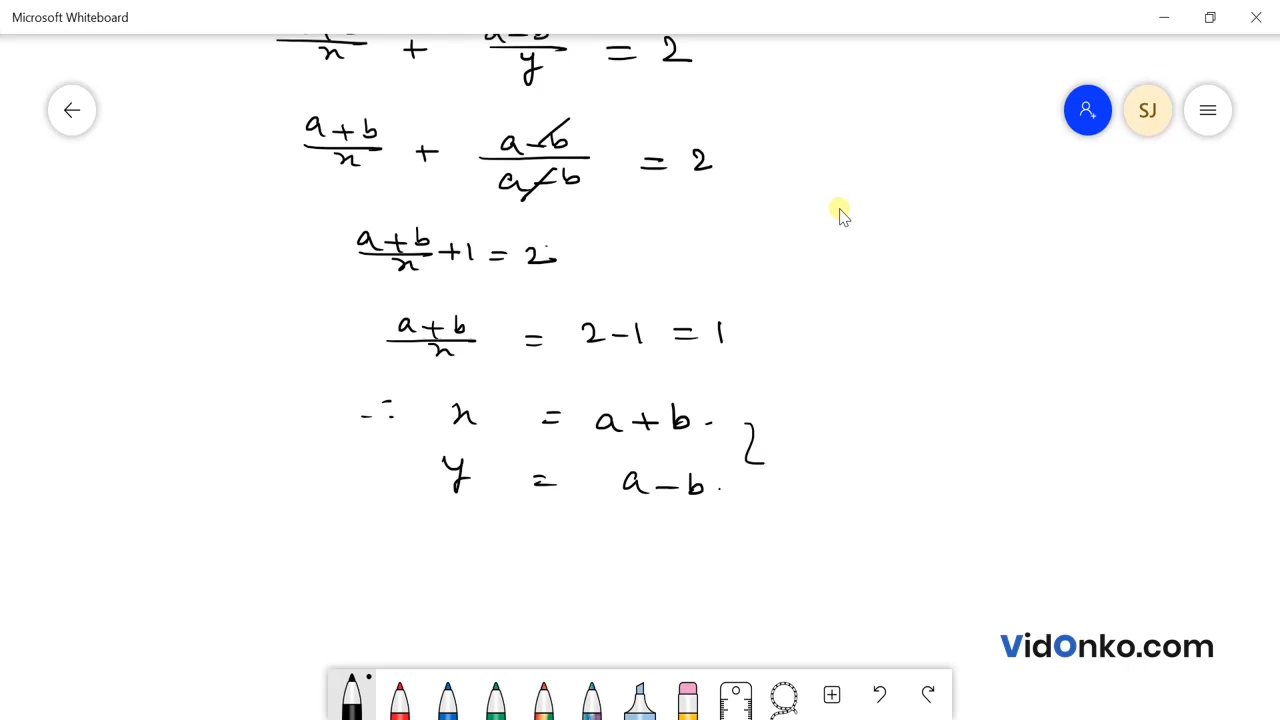 Microsoft Whiteboard
x + a-b/y = 2
a+b/x + a-b/a-b = 2
SJ
a+b/x +1 = 2
a+b/x = 2-1 = 1
∴ x = a+b.
y = a-b.
VidOnko.com